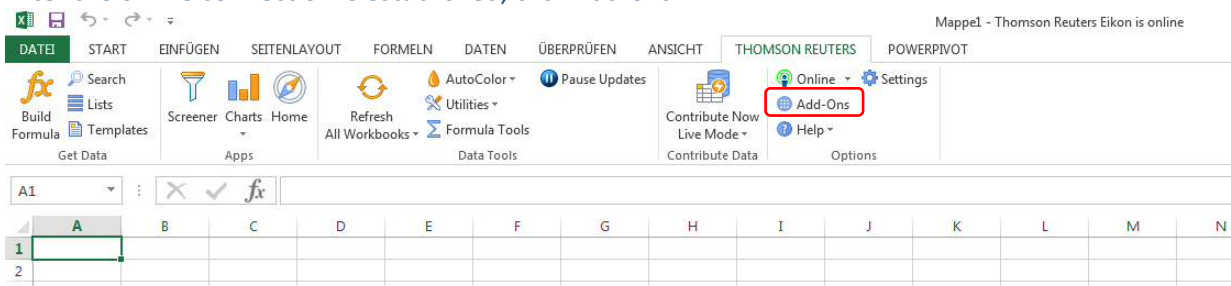 Mappe1 - Thomson Reuters Eikon is online
DATEI START EINFÜGEN SEITENLAYOUT FORMELN DATEN ÜBERPRÜFEN ANSICHT THOMSON REUTERS POWERPIVOT
fx Search AutoColor Pause Updates Online Settings
Lists Utilities Add-Ons
Build Formula Templates Screener Charts Home Refresh All Workbooks Formula Tools Contribute Now Live Mode Help
Get Data Apps Data Tools Contribute Data Options
A1 fx
A B C D E F G H I J K L M N
1
2